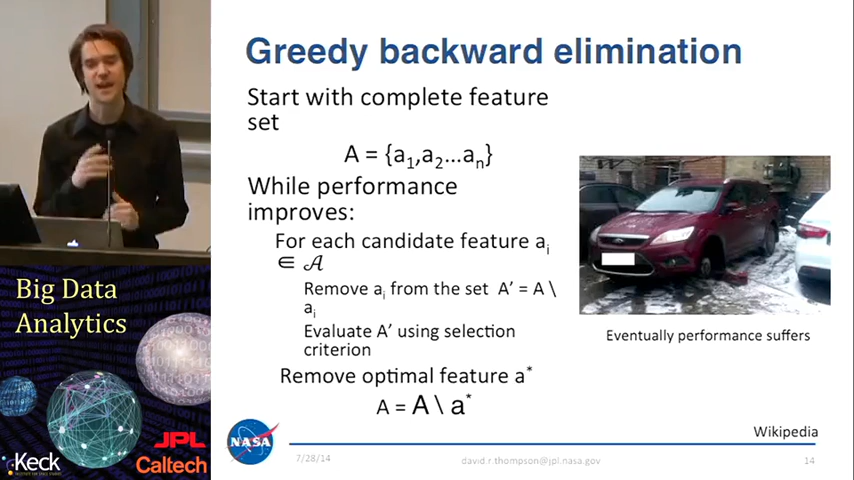 Greedy backward elimination
Start with complete feature
set
A = {a₁,a₂…aₙ}
While performance
improves:
For each candidate feature aᵢ
∈ 𝒜
Remove aᵢ from the set A’ = A \
aᵢ
Evaluate A’ using selection
criterion
Remove optimal feature a*
A = A \ a*
Eventually performance suffers
Wikipedia
Big Data
Analytics
JPL
Caltech
Keck
NASA
7/28/14
david.r.thompson@jpl.nasa.gov
14